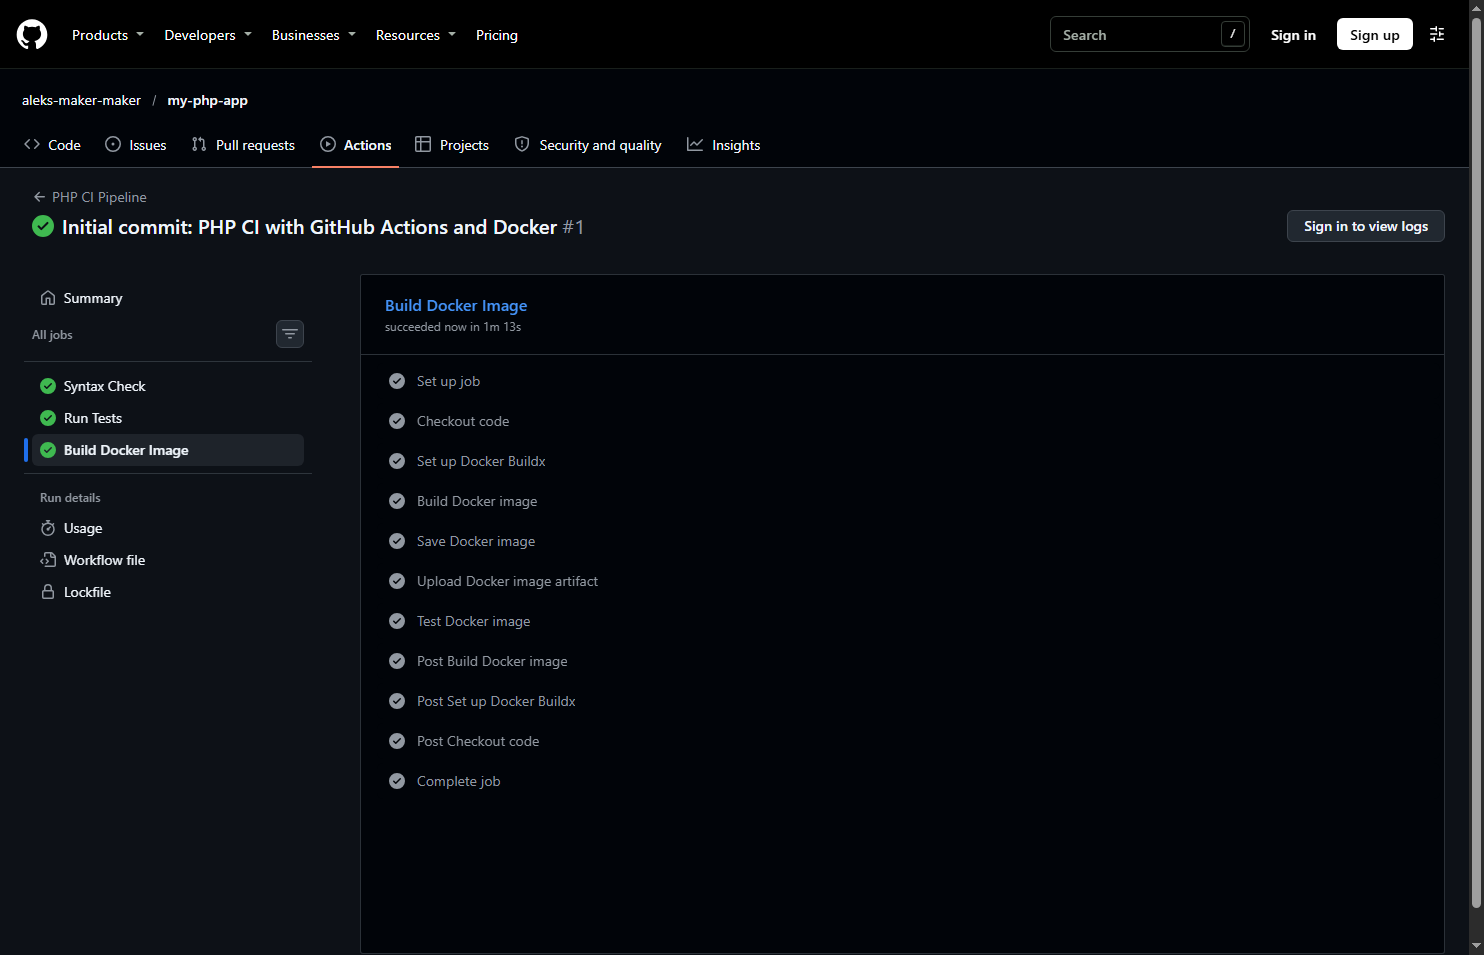 Products Developers Businesses Resources Pricing Search / Sign in Sign up
aleks-maker-maker / my-php-app
Code Issues Pull requests Actions Projects Security and quality Insights
PHP CI Pipeline
Initial commit: PHP CI with GitHub Actions and Docker #1
Sign in to view logs
Summary
All jobs
Syntax Check
Run Tests
Build Docker Image
Run details
Usage
Workflow file
Lockfile
Build Docker Image
succeeded now in 1m 13s
Set up job
Checkout code
Set up Docker Buildx
Build Docker image
Save Docker image
Upload Docker image artifact
Test Docker image
Post Build Docker image
Post Set up Docker Buildx
Post Checkout code
Complete job